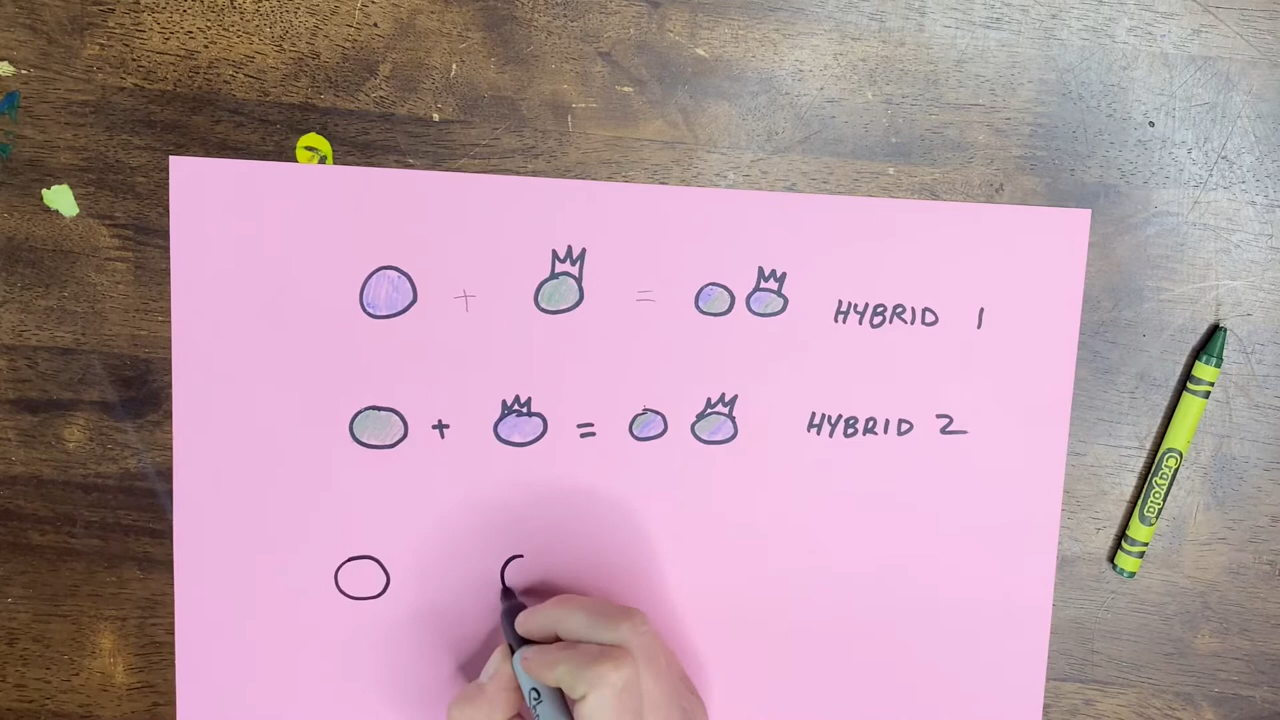 + = HYBRID 1
+ = HYBRID 2
Crayola